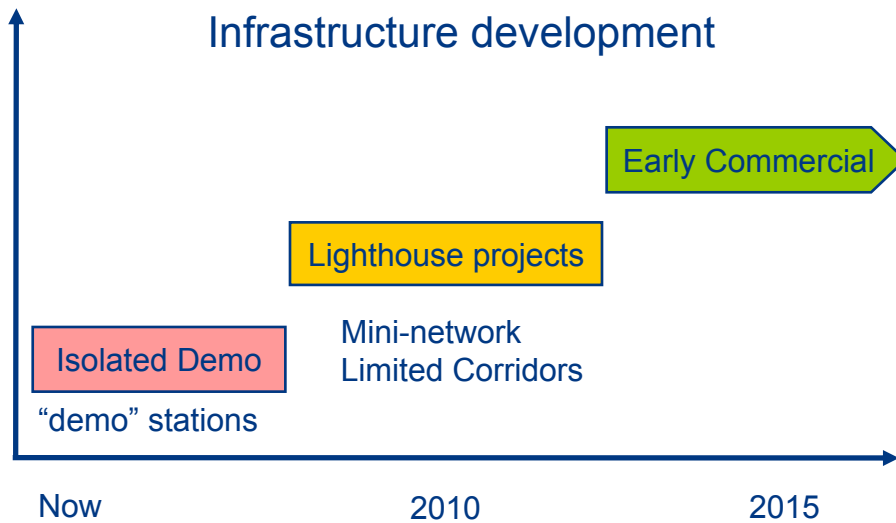 Infrastructure development
Early Commercial
Lighthouse projects
Mini-network
Limited Corridors
Isolated Demo
“demo” stations
Now 2010 2015